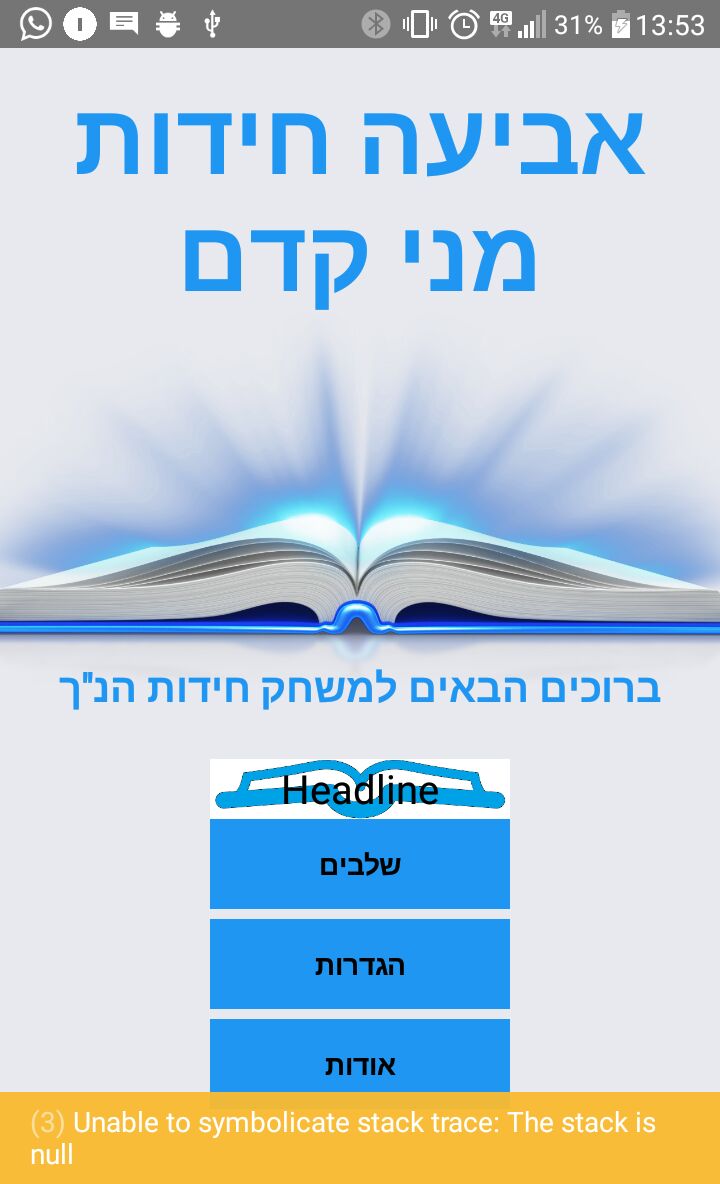 4G 31% 13:53
אביעה חידות
מני קדם
ברוכים הבאים למשחק חידות הנ"ך
Headline
שלבים
הגדרות
אודות
(3) Unable to symbolicate stack trace: The stack is
null